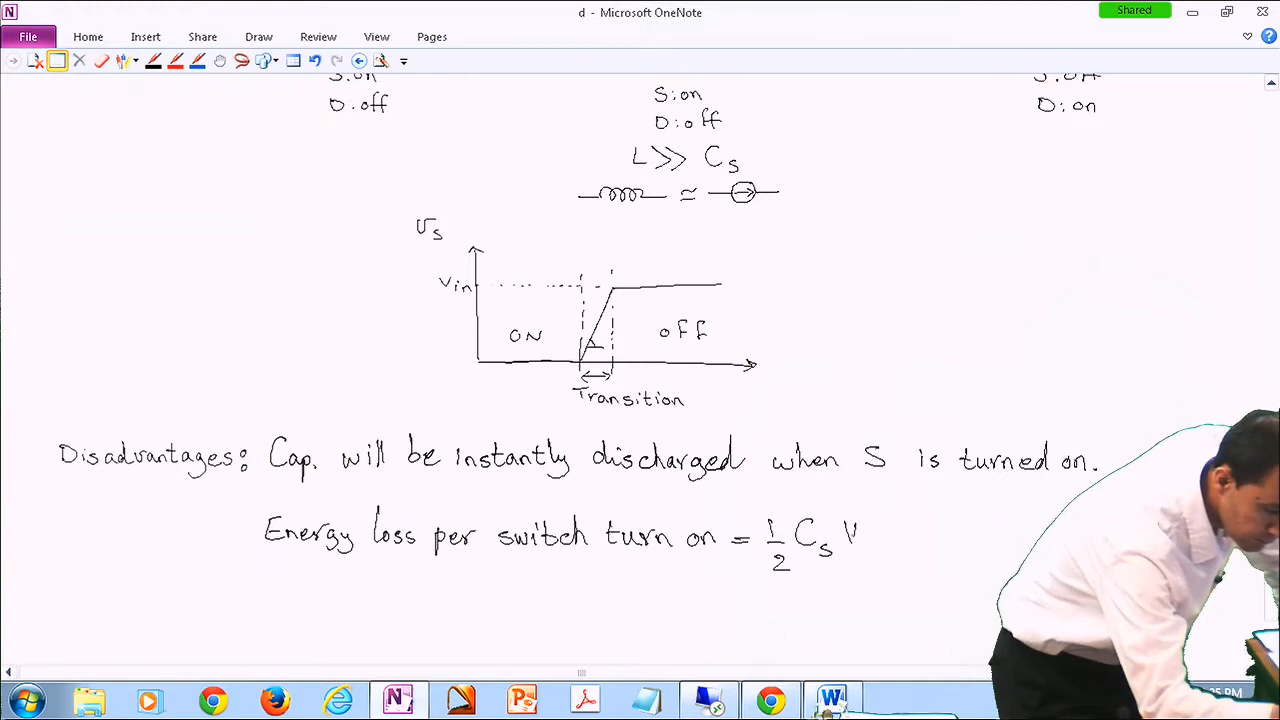 d - Microsoft OneNote
Shared
File Home Insert Share Draw Review View Pages
D:off
S:on
D:off
D:on
L >> Cs
≃
Vs
Vin
ON
off
Transition
Disadvantages: Cap. will be instantly discharged when S is turned on.
Energy loss per switch turn on = 1/2 Cs V